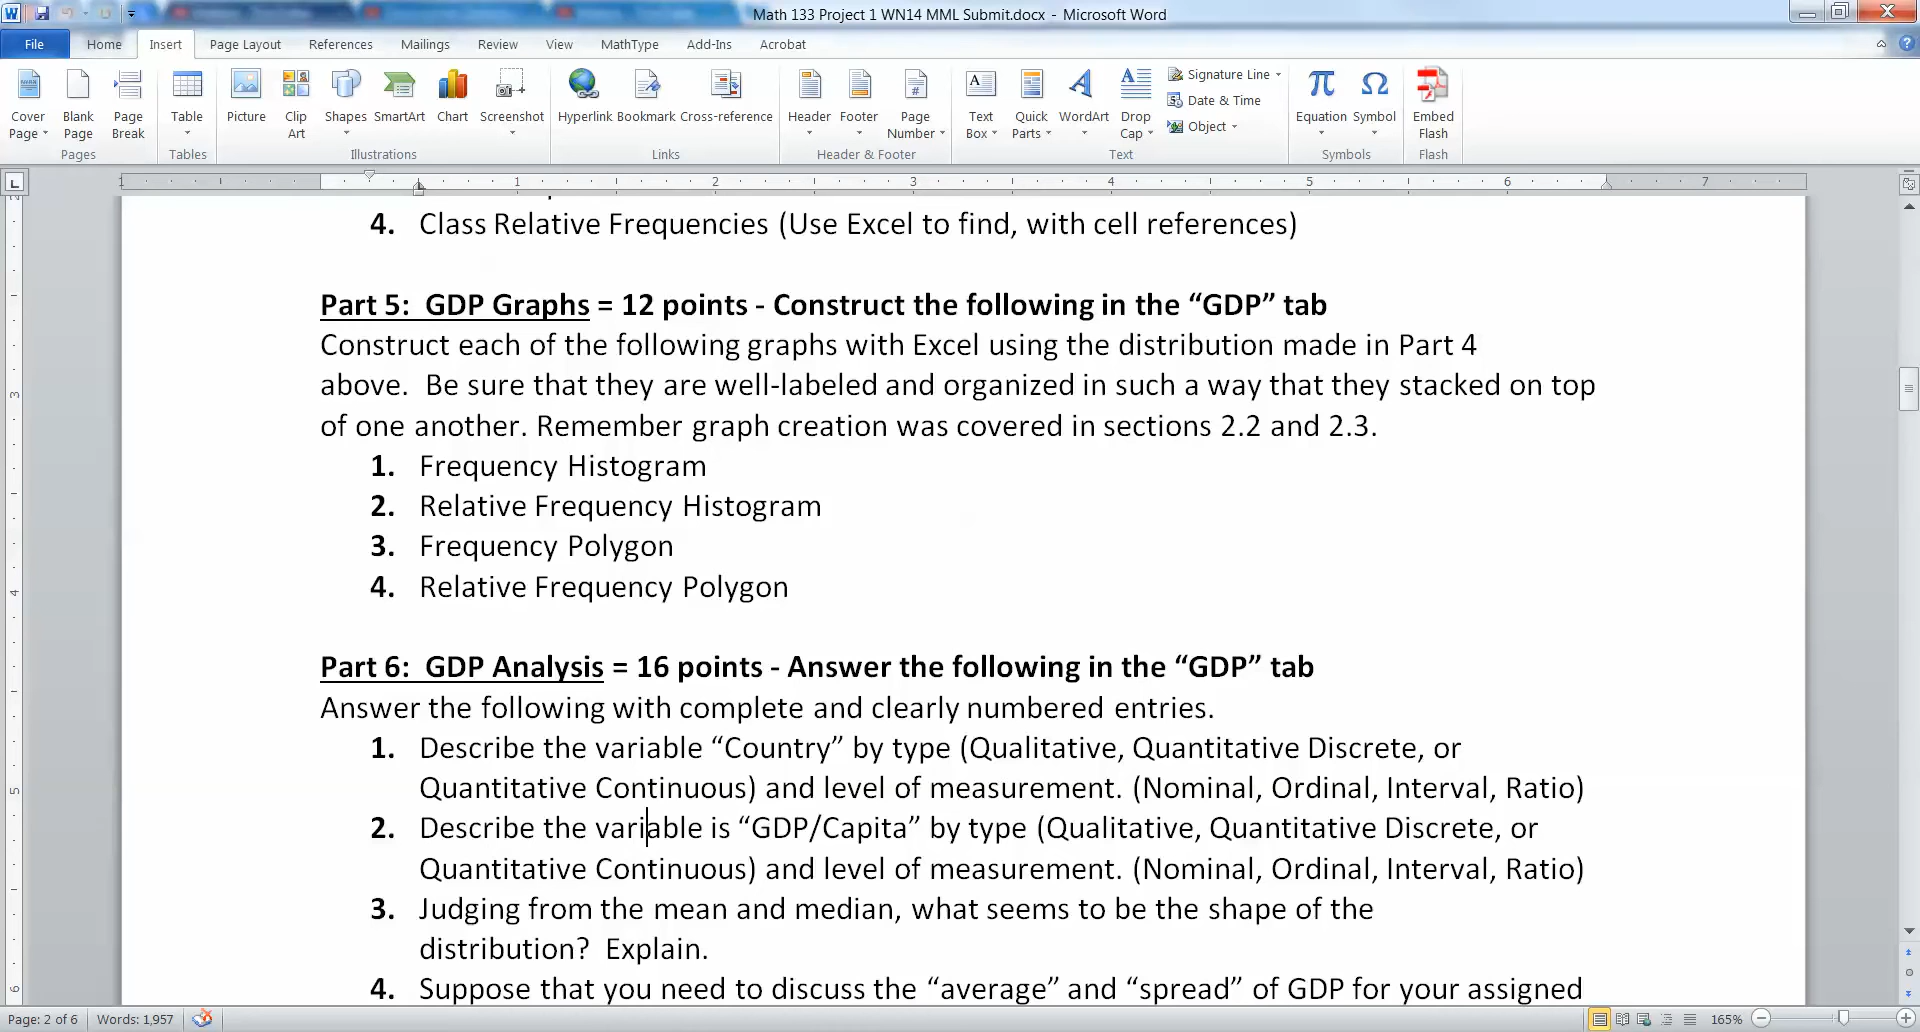 Math 133 Project 1 WN14 MML Submit.docx - Microsoft Word
File Home Insert Page Layout References Mailings Review View MathType Add-Ins Acrobat
Cover Page Blank Page Page Break Table Picture Clip Art Shapes SmartArt Chart Screenshot Hyperlink Bookmark Cross-reference Header Footer Page Number Text Box Quick Parts WordArt Drop Cap Signature Line Date & Time Object Equation Symbol Embed Flash
Pages Tables Illustrations Links Header & Footer Text Symbols Flash
1 1 2 3 4 5 6 7
4. Class Relative Frequencies (Use Excel to find, with cell references)
Part 5: GDP Graphs = 12 points - Construct the following in the “GDP” tab
Construct each of the following graphs with Excel using the distribution made in Part 4
above. Be sure that they are well-labeled and organized in such a way that they stacked on top
of one another. Remember graph creation was covered in sections 2.2 and 2.3.
1. Frequency Histogram
2. Relative Frequency Histogram
3. Frequency Polygon
4. Relative Frequency Polygon
Part 6: GDP Analysis = 16 points - Answer the following in the “GDP” tab
Answer the following with complete and clearly numbered entries.
1. Describe the variable “Country” by type (Qualitative, Quantitative Discrete, or
Quantitative Continuous) and level of measurement. (Nominal, Ordinal, Interval, Ratio)
2. Describe the variable is “GDP/Capita” by type (Qualitative, Quantitative Discrete, or
Quantitative Continuous) and level of measurement. (Nominal, Ordinal, Interval, Ratio)
3. Judging from the mean and median, what seems to be the shape of the
distribution? Explain.
4. Suppose that you need to discuss the “average” and “spread” of GDP for your assigned
Page: 2 of 6 Words: 1,957 165%